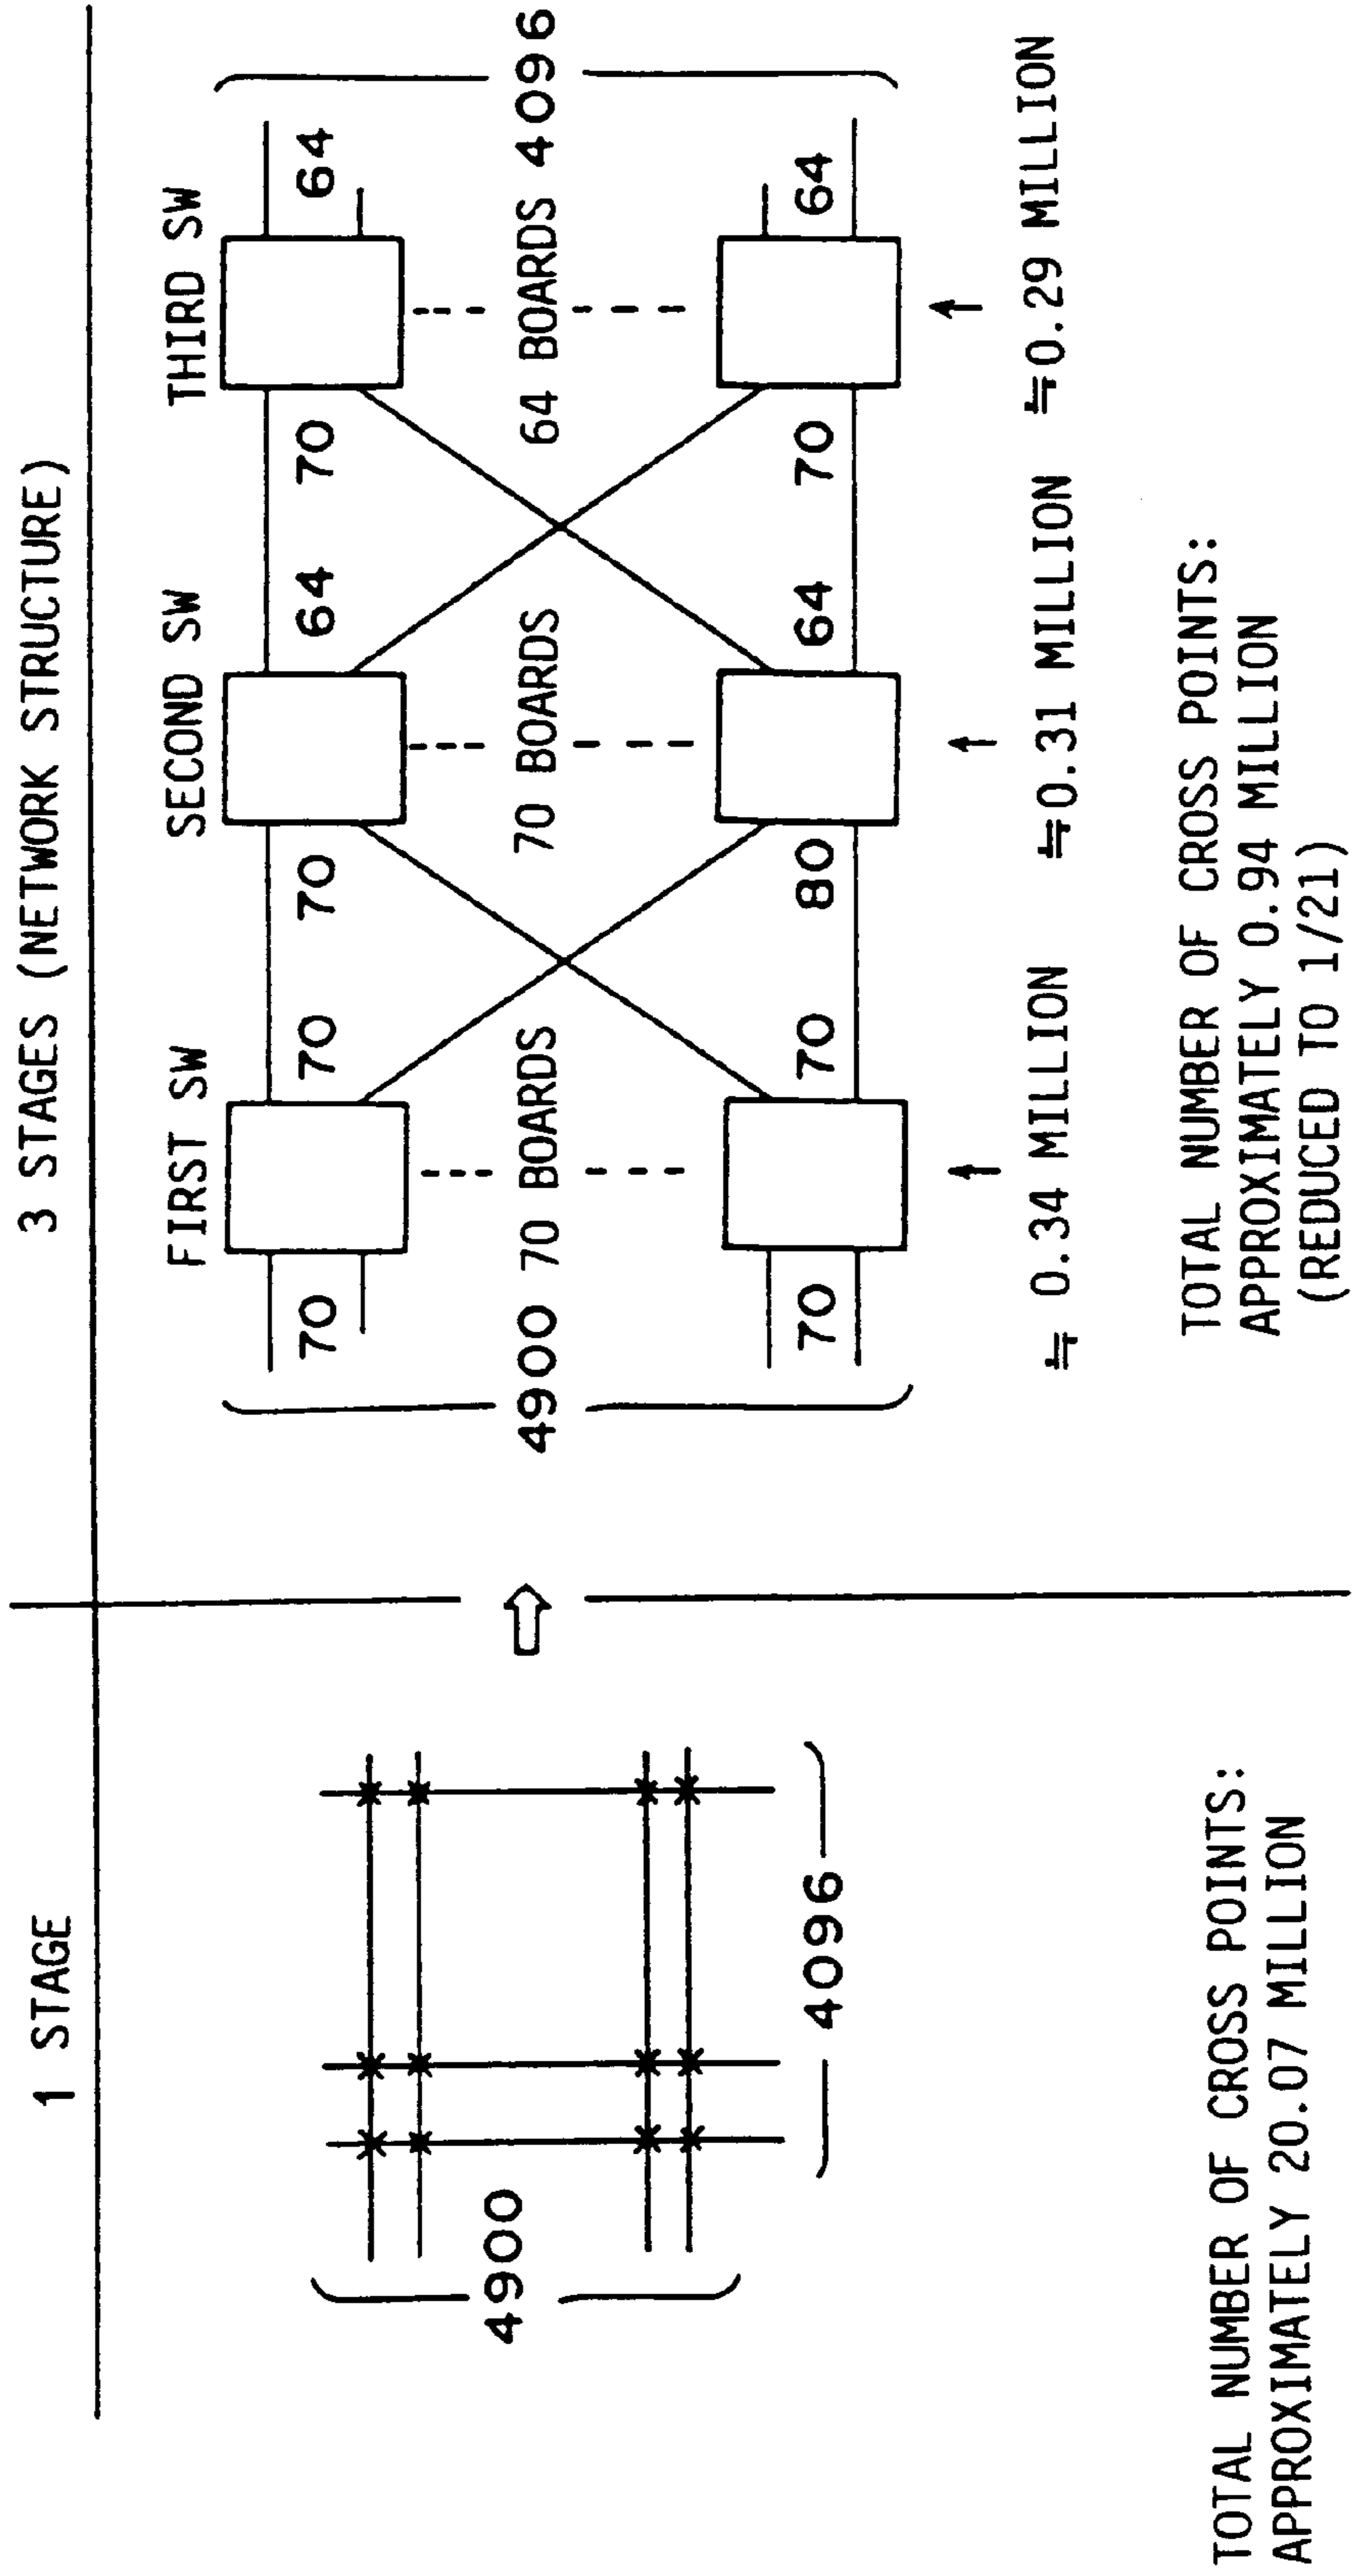 1 STAGE
4900
4096
TOTAL NUMBER OF CROSS POINTS:
APPROXIMATELY 20.07 MILLION
3 STAGES (NETWORK STRUCTURE)
FIRST SW
SECOND SW
THIRD SW
70
70
70
64
70
64
4900
70 BOARDS
70 BOARDS
64 BOARDS
4096
70
70
80
64
70
64
≒ 0.34 MILLION
≒0.31 MILLION
≒0.29 MILLION
TOTAL NUMBER OF CROSS POINTS:
APPROXIMATELY 0.94 MILLION
(REDUCED TO 1/21)